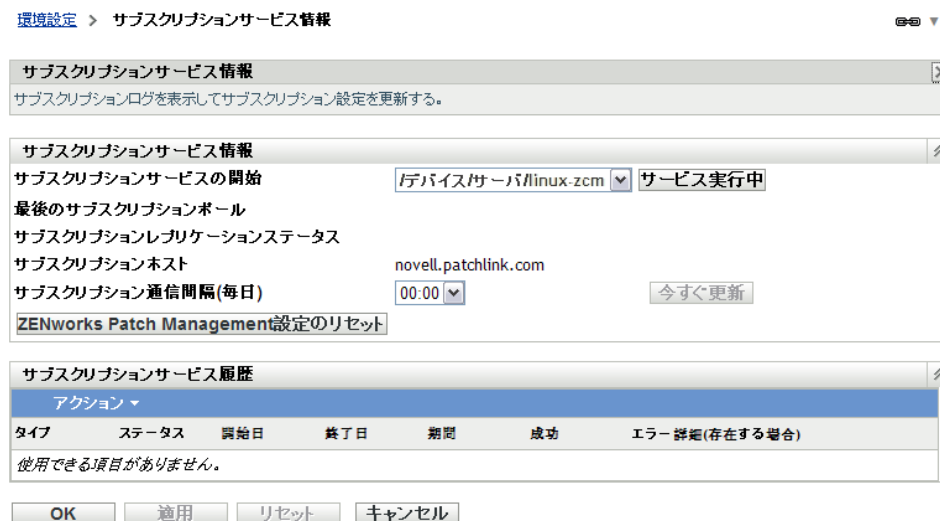 環境設定 > サブスクリプションサービス情報
サブスクリプションサービス情報
サブスクリプションログを表示してサブスクリプション設定を更新する。
サブスクリプションサービス情報
サブスクリプションサービスの開始 /デバイス/サーバ/linux-zcm サービス実行中
最後のサブスクリプションポール
サブスクリプションレプリケーションステータス
サブスクリプションホスト novell.patchlink.com
サブスクリプション通信間隔(毎日) 00:00 今すぐ更新
ZENworks Patch Management設定のリセット
サブスクリプションサービス履歴
アクション
タイプ ステータス 開始日 終了日 期間 成功 エラー詳細(存在する場合)
使用できる項目がありません。
OK 適用 リセット キャンセル